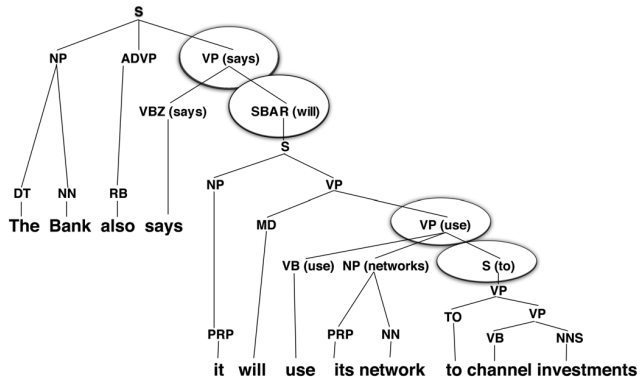 S
NP ADVP VP (says)
VBZ (says) SBAR (will)
S
DT NN RB NP VP
The Bank also says
MD VP (use)
VB (use) NP (networks) S (to)
VP
TO VP
PRP PRP NN VB NNS
it will use its network to channel investments